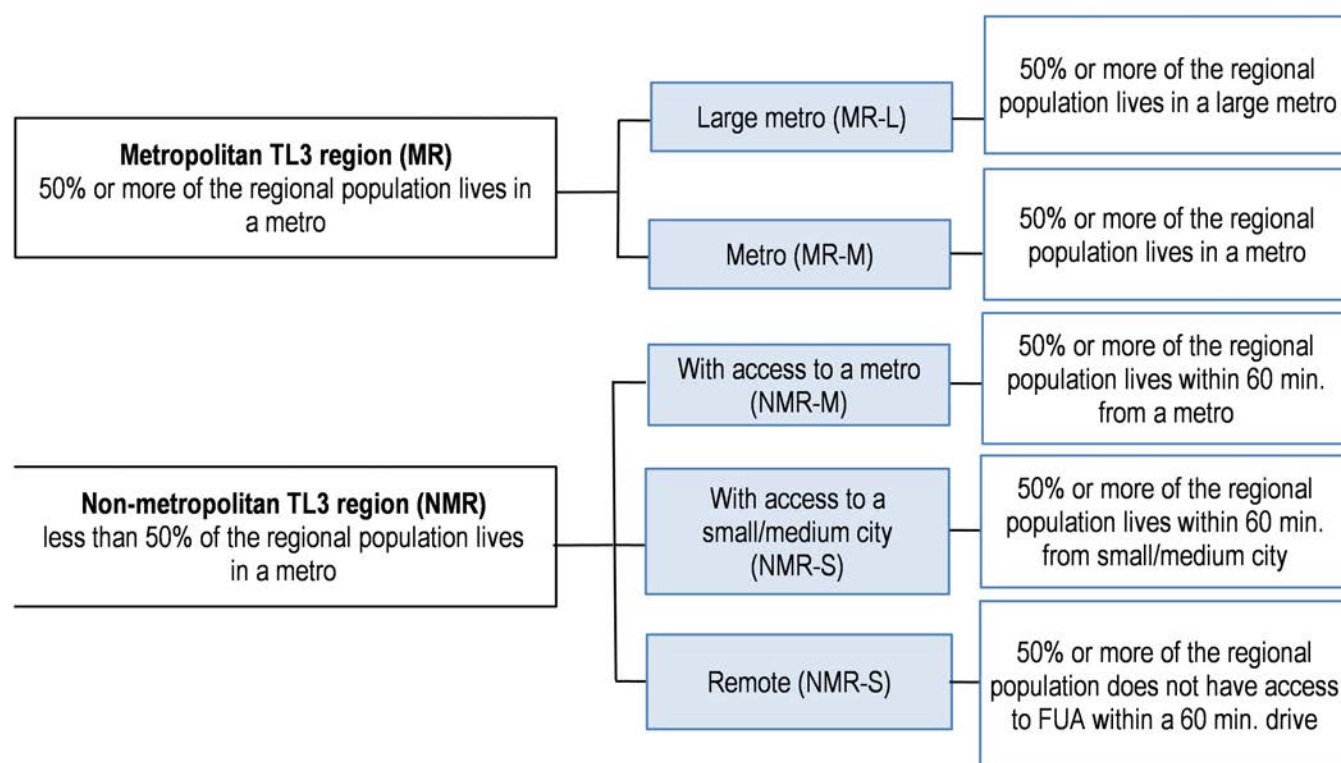 Metropolitan TL3 region (MR)
50% or more of the regional population lives in
a metro
Large metro (MR-L)
50% or more of the regional
population lives in a large metro
Metro (MR-M)
50% or more of the regional
population lives in a metro
Non-metropolitan TL3 region (NMR)
less than 50% of the regional population lives
in a metro
With access to a metro
(NMR-M)
50% or more of the regional
population lives within 60 min.
from a metro
With access to a
small/medium city
(NMR-S)
50% or more of the regional
population lives within 60 min.
from small/medium city
Remote (NMR-S)
50% or more of the regional
population does not have access
to FUA within a 60 min. drive